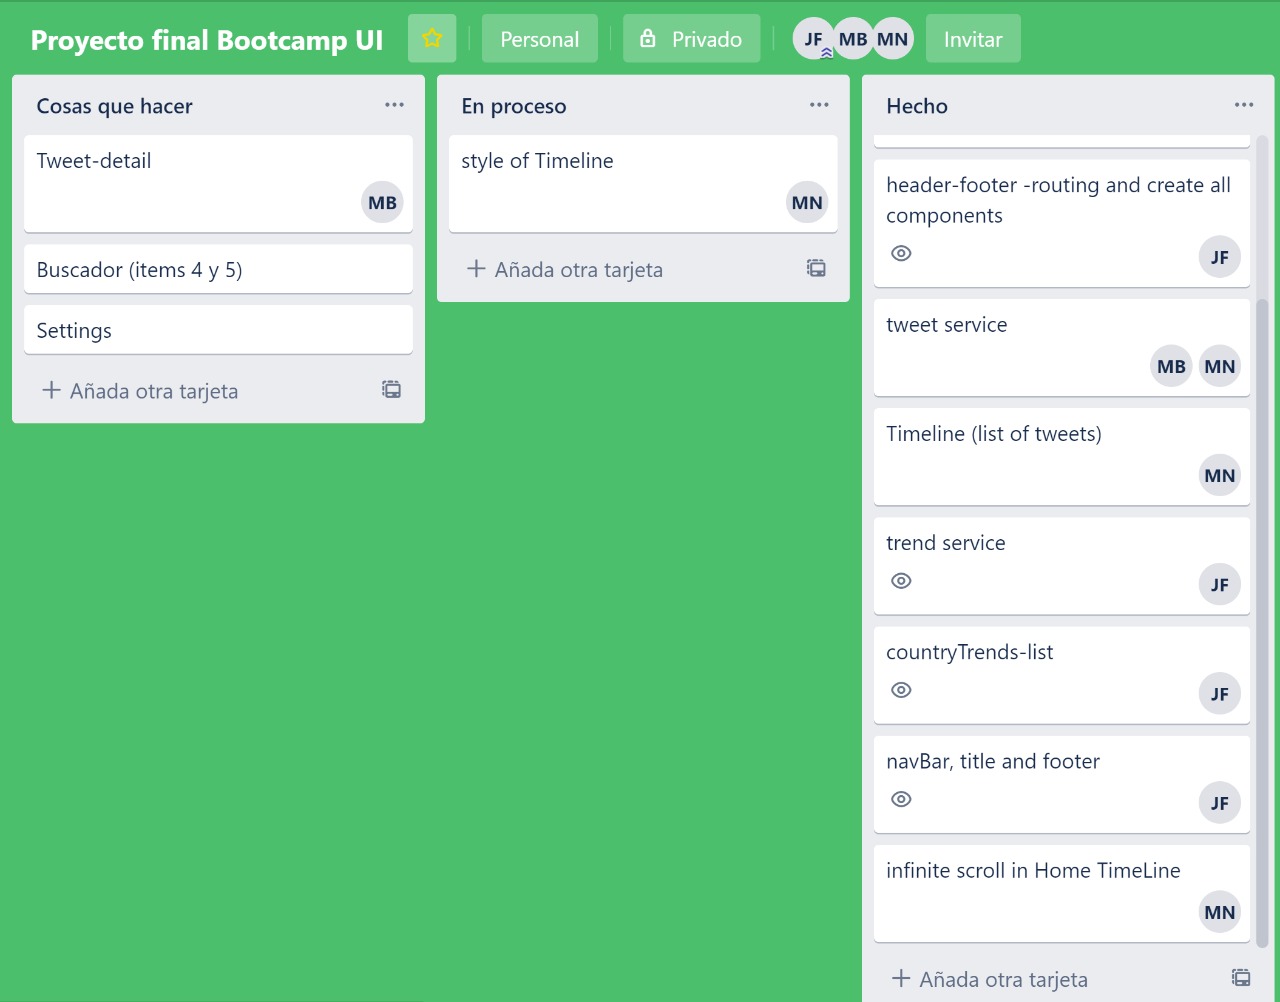 Proyecto final Bootcamp UI
Personal
Privado
JF MB MN
Invitar
Cosas que hacer
Tweet-detail
MB
Buscador (items 4 y 5)
Settings
Añada otra tarjeta
En proceso
style of Timeline
MN
Añada otra tarjeta
Hecho
header-footer -routing and create all
components
JF
tweet service
MB MN
Timeline (list of tweets)
MN
trend service
JF
countryTrends-list
JF
navBar, title and footer
JF
infinite scroll in Home TimeLine
MN
Añada otra tarjeta